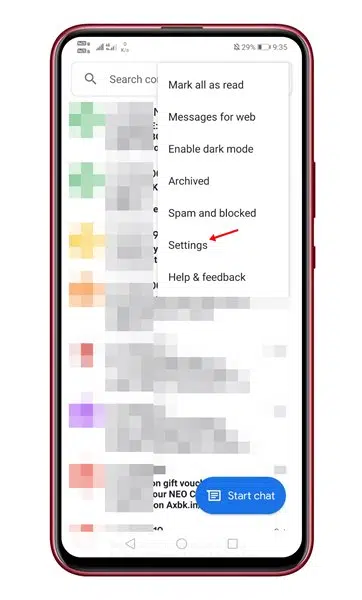 29% 9:35
Search co
Mark all as read
Messages for web
Enable dark mode
Archived
Spam and blocked
Settings
Help & feedback
on gift vouc
our NEO C
on Axbk.in/
Start chat